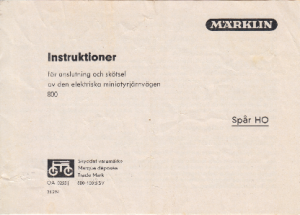 MÄRKLIN
Instruktioner
för anslutning och skötsel
av den elektriska miniatyrjärnvägen
800
Spår HO
Skyddat varumärke
Marque déposée
Trade Mark